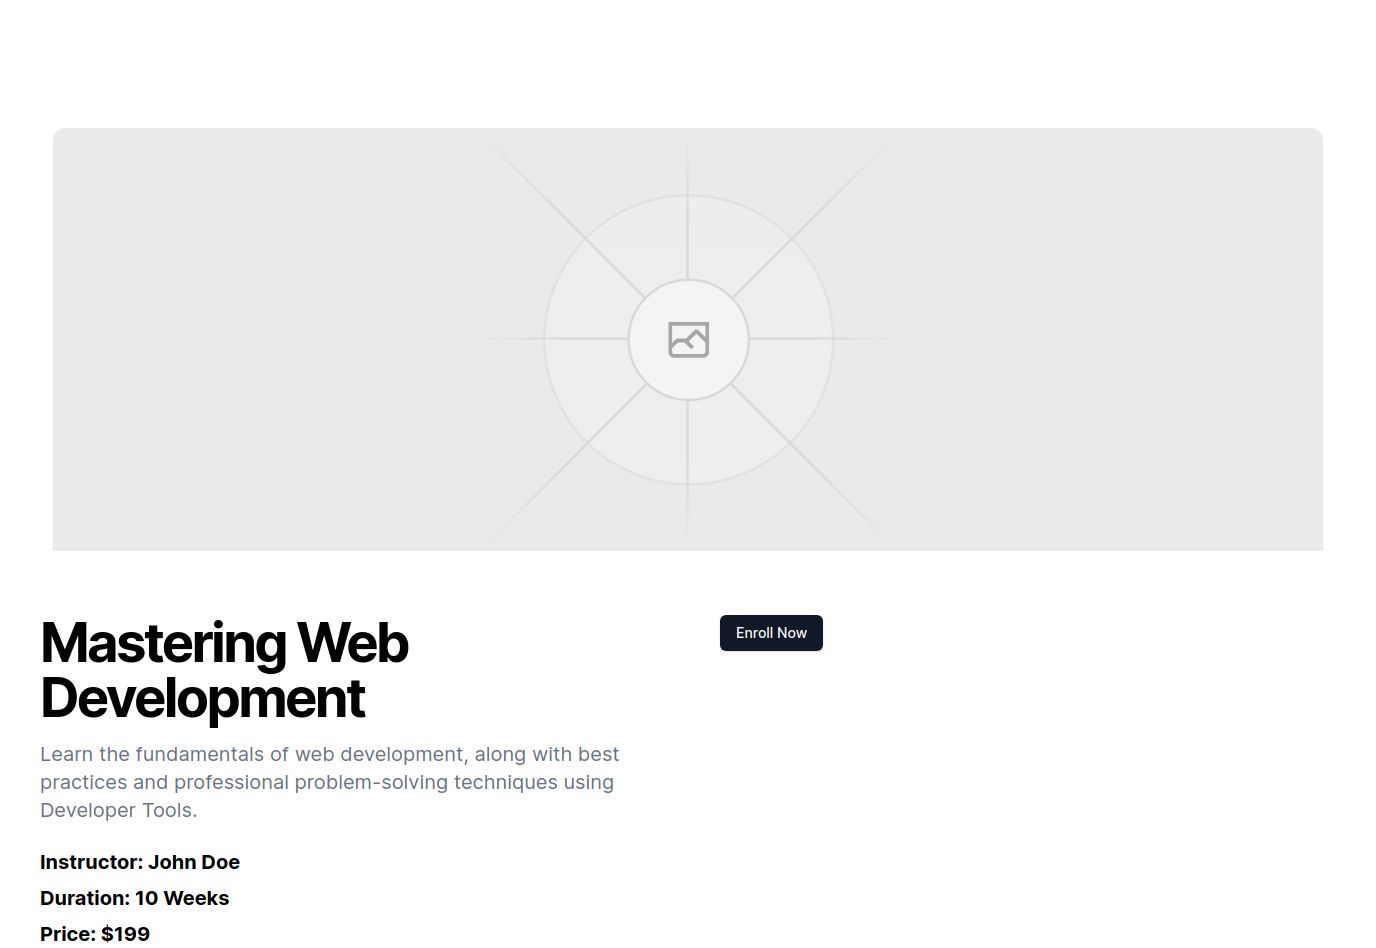 Mastering Web
Development
Enroll Now
Learn the fundamentals of web development, along with best
practices and professional problem-solving techniques using
Developer Tools.
Instructor: John Doe
Duration: 10 Weeks
Price: $199